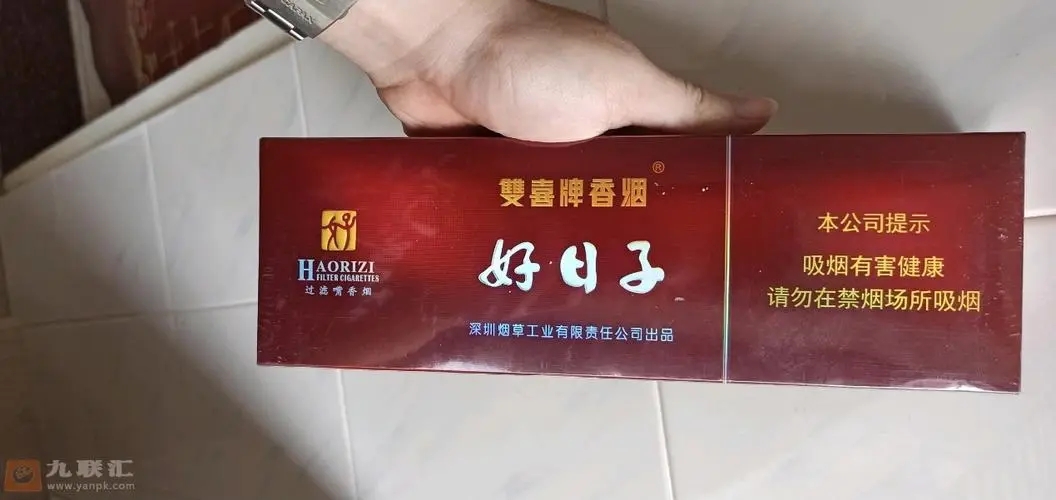 雙喜牌香烟®
好日子
HAORIZI
FILTER CIGARETTES
过滤嘴香烟
深圳烟草工业有限责任公司出品
本公司提示
吸烟有害健康
请勿在禁烟场所吸烟
九联汇
www.yanpk.com